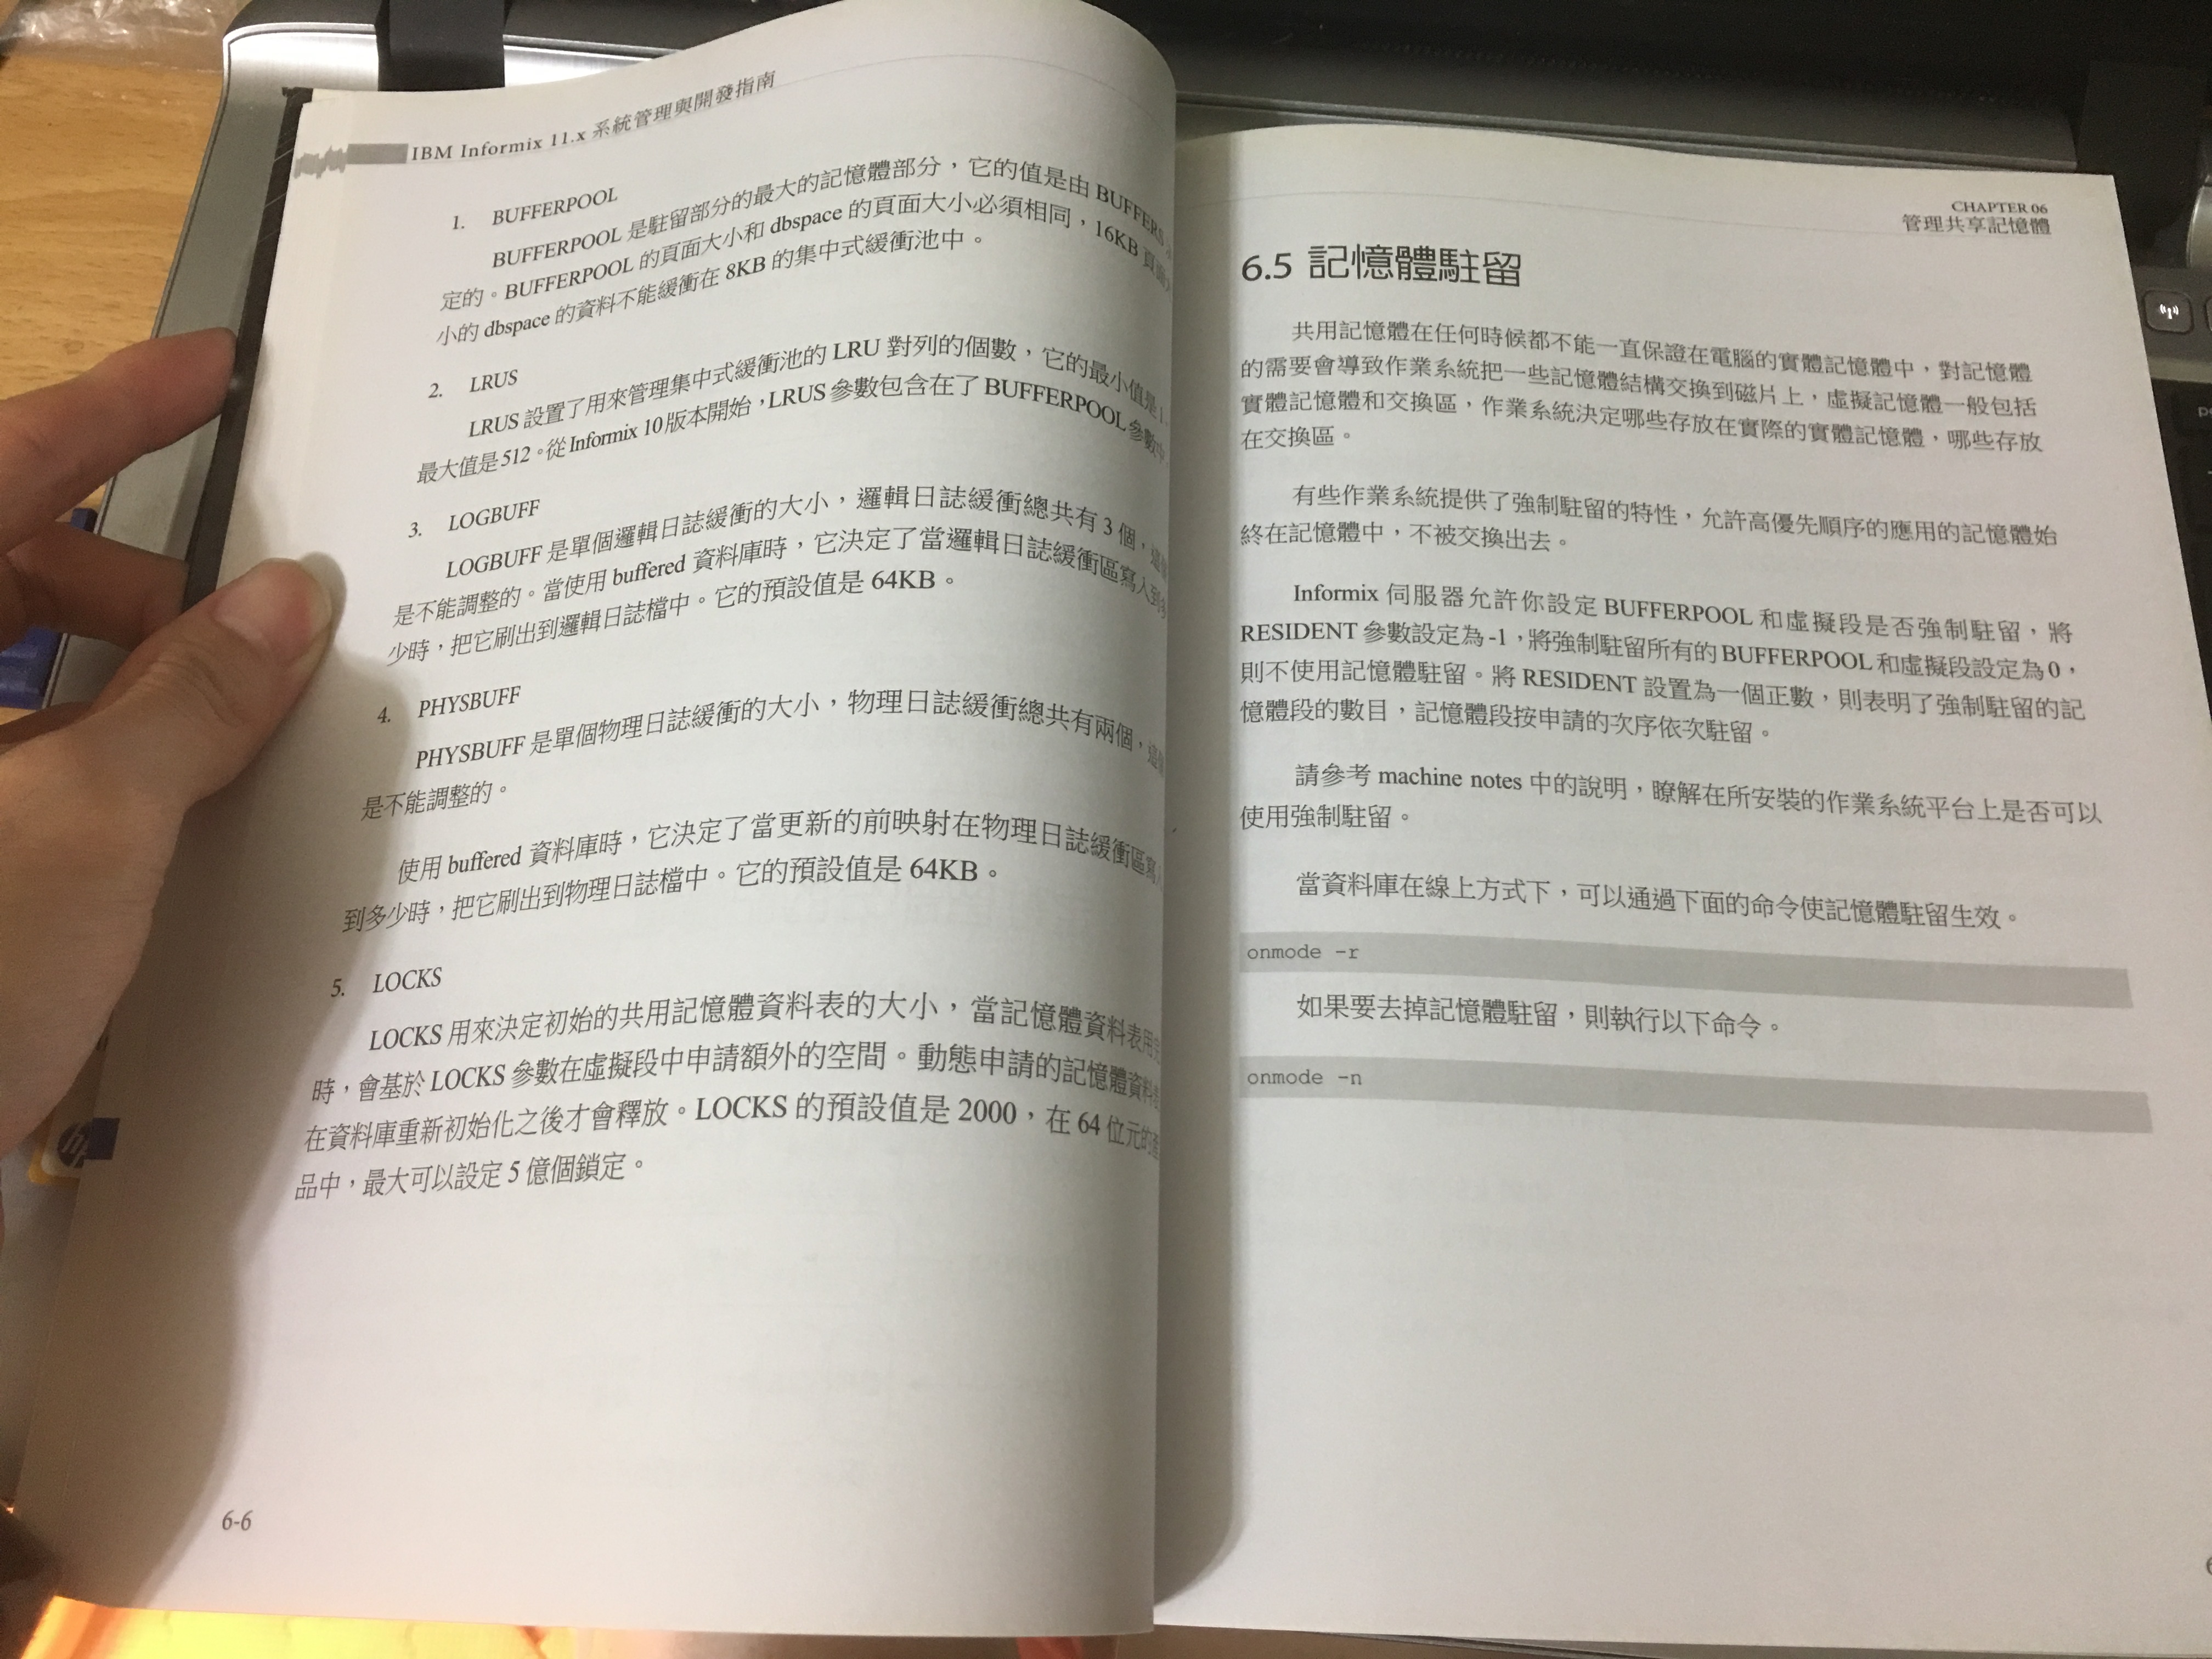 IBM Informix 11.x 系統管理與開發指南
1. BUFFERPOOL
BUFFERPOOL 是駐留部分的最大的記憶體部分，它的值是由 BUFFERS
定的。BUFFERPOOL 的頁面大小和 dbspace 的頁面大小必須相同，16KB 頁面
小的 dbspace 的資料不能緩衝在 8KB 的集中式緩衝池中。
2. LRUS
LRUS 設置了用來管理集中式緩衝池的 LRU 對列的個數，它的最小值是
最大值是 512。從 Informix 10 版本開始，LRUS 參數包含在了 BUFFERPOOL 參數中
3. LOGBUFF
LOGBUFF 是單個邏輯日誌緩衝的大小，邏輯日誌緩衝總共有 3 個，
是不能調整的。當使用 buffered 資料庫時，它決定了當邏輯日誌緩衝區寫入到
少時，把它刷出到邏輯日誌檔中。它的預設值是 64KB。
4. PHYSBUFF
PHYSBUFF 是單個物理日誌緩衝的大小，物理日誌緩衝總共有兩個，
是不能調整的。
使用 buffered 資料庫時，它決定了當更新的前映射在物理日誌緩衝區寫
到多少時，把它刷出到物理日誌檔中。它的預設值是 64KB。
5. LOCKS
LOCKS 用來決定初始的共用記憶體資料表的大小，當記憶體資料表用
時，會基於 LOCKS 參數在虛擬段中申請額外的空間。動態申請的記憶體資料
在資料庫重新初始化之後才會釋放。LOCKS 的預設值是 2000，在 64 位元的產
品中，最大可以設定 5 億個鎖定。
6-6
CHAPTER 06
管理共享記憶體
6.5 記憶體駐留
共用記憶體在任何時候都不能一直保證在電腦的實體記憶體中，對記憶體
的需要會導致作業系統把一些記憶體結構交換到磁片上，虛擬記憶體一般包括
實體記憶體和交換區，作業系統決定哪些存放在實際的實體記憶體，哪些存放
在交換區。
有些作業系統提供了強制駐留的特性，允許高優先順序的應用的記憶體始
終在記憶體中，不被交換出去。
Informix 伺服器允許你設定 BUFFERPOOL 和虛擬段是否強制駐留，將
RESIDENT 參數設定為 -1，將強制駐留所有的 BUFFERPOOL 和虛擬段設定為 0，
則不使用記憶體駐留。將 RESIDENT 設置為一個正數，則表明了強制駐留的記
憶體段的數目，記憶體段按申請的次序依次駐留。
請參考 machine notes 中的說明，瞭解在所安裝的作業系統平台上是否可以
使用強制駐留。
當資料庫在線上方式下，可以通過下面的命令使記憶體駐留生效。
onmode -r
如果要去掉記憶體駐留，則執行以下命令。
onmode -n